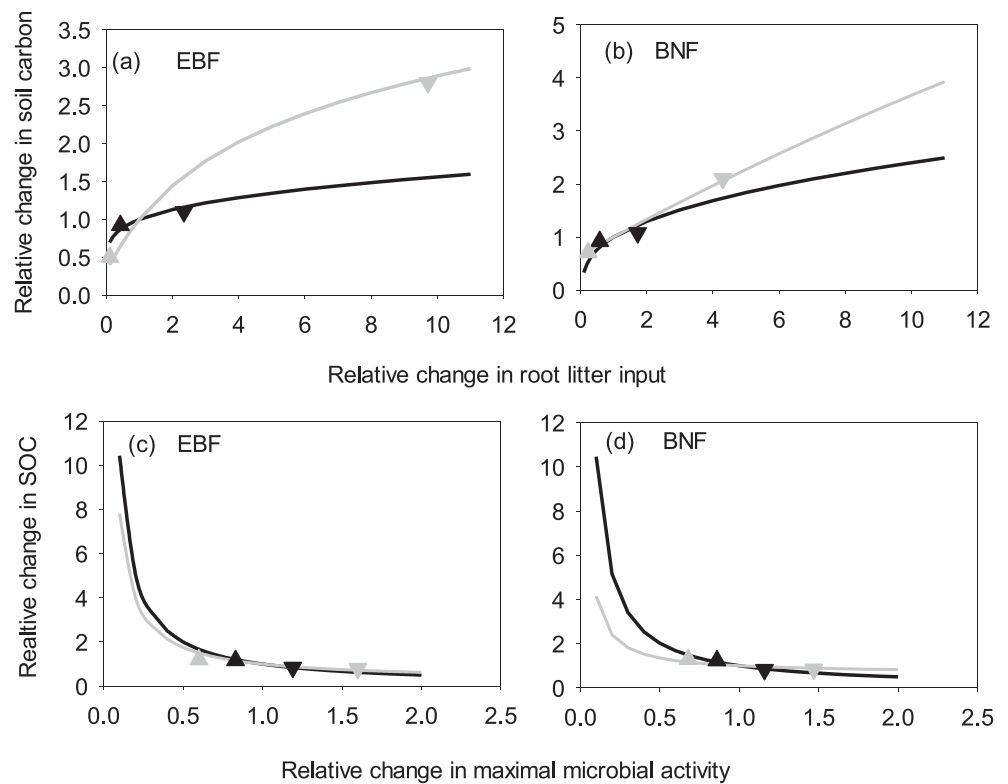 (a) EBF
(b) BNF
Relative change in soil carbon
3.5
3.0
2.5
2.0
1.5
1.0
0.5
0.0
0 2 4 6 8 10 12
5
4
3
2
1
0
0 2 4 6 8 10 12
Relative change in root litter input
(c) EBF
(d) BNF
Realtive change in SOC
12
10
8
6
4
2
0
0.0 0.5 1.0 1.5 2.0 2.5
12
10
8
6
4
2
0
0.0 0.5 1.0 1.5 2.0 2.5
Relative change in maximal microbial activity